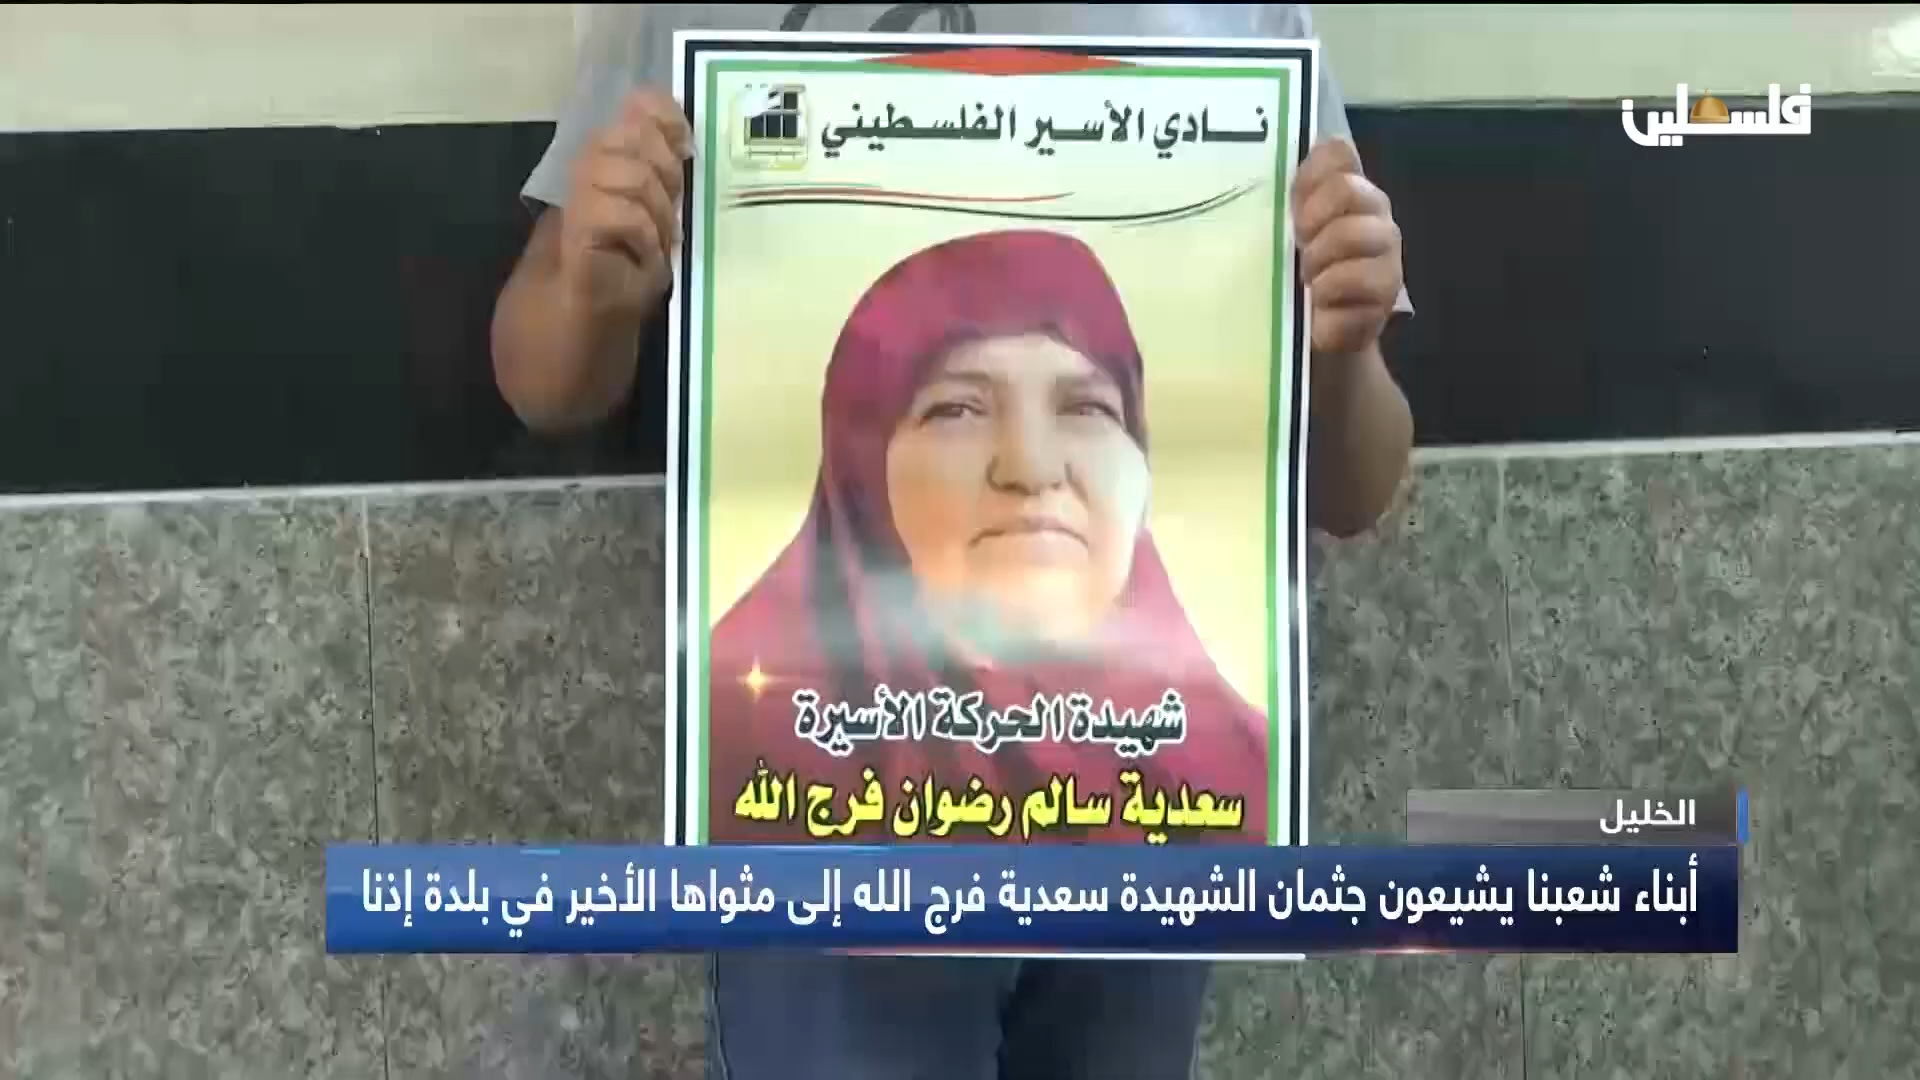 فلسطين
نادي الأسير الفلسطيني
شهيدة الحركة الأسيرة
سعدية سالم رضوان فرج الله
الخليل
أبناء شعبنا يشيعون جثمان الشهيدة سعدية فرج الله إلى مثواها الأخير في بلدة إذنا